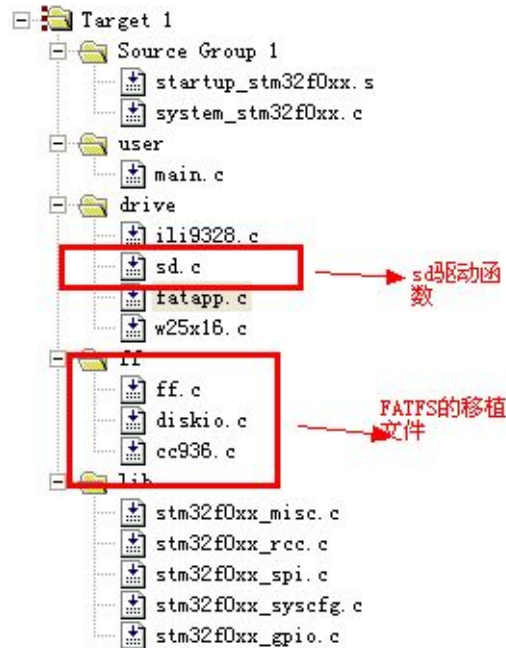 Target 1
Source Group 1
startup_stm32f0xx.s
system_stm32f0xx.c
user
main.c
drive
ili9328.c
sd.c
fatapp.c
w25x16.c
ff
ff.c
diskio.c
cc936.c
lib
stm32f0xx_misc.c
stm32f0xx_rcc.c
stm32f0xx_spi.c
stm32f0xx_syscfg.c
stm32f0xx_gpio.c
sd驱动函
数
FATFS的移植
文件